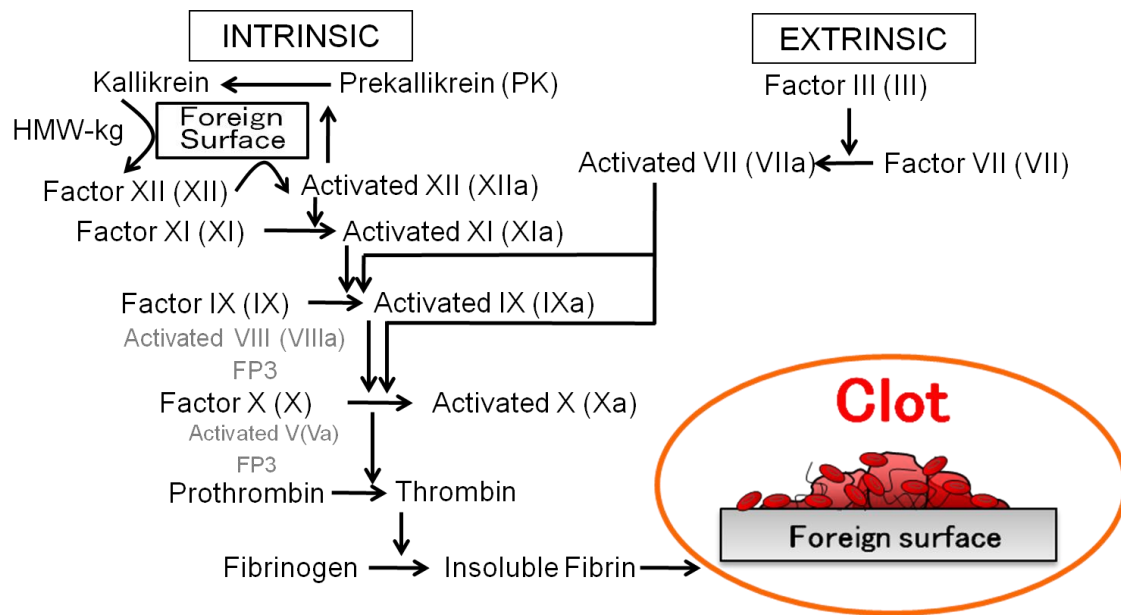 INTRINSIC
EXTRINSIC
Kallikrein
Prekallikrein (PK)
Factor III (III)
HMW-kg
Foreign
Surface
Activated VII (VIIa)
Factor VII (VII)
Factor XII (XII)
Activated XII (XIIa)
Factor XI (XI)
Activated XI (XIa)
Factor IX (IX)
Activated IX (IXa)
Activated VIII (VIIIa)
FP3
Factor X (X)
Activated X (Xa)
Activated V(Va)
FP3
Prothrombin
Thrombin
Fibrinogen
Insoluble Fibrin
Clot
Foreign surface